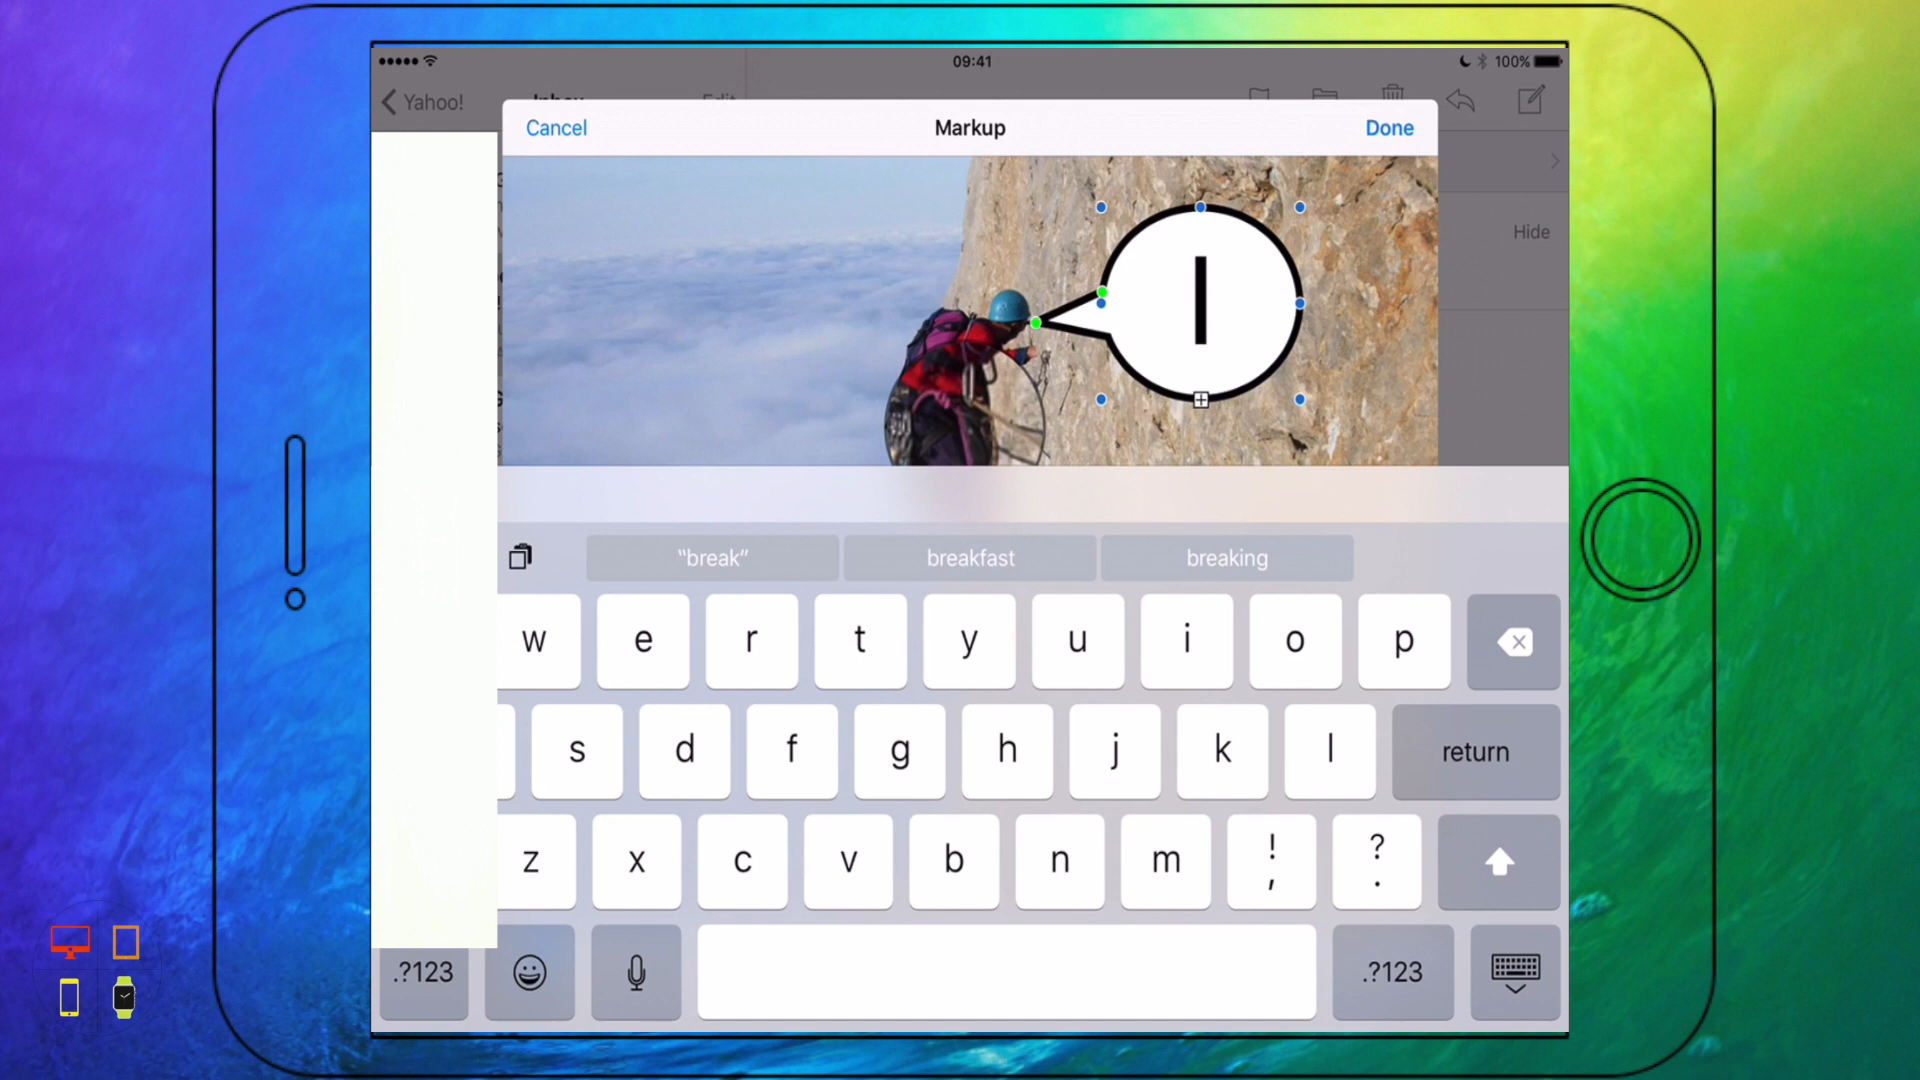 09:41
100%
Yahoo!
Cancel
Markup
Done
Hide
I
"break"
breakfast
breaking
w e r t y u i o p
s d f g h j k l return
z x c v b n m ! , ? .
.?123
.?123